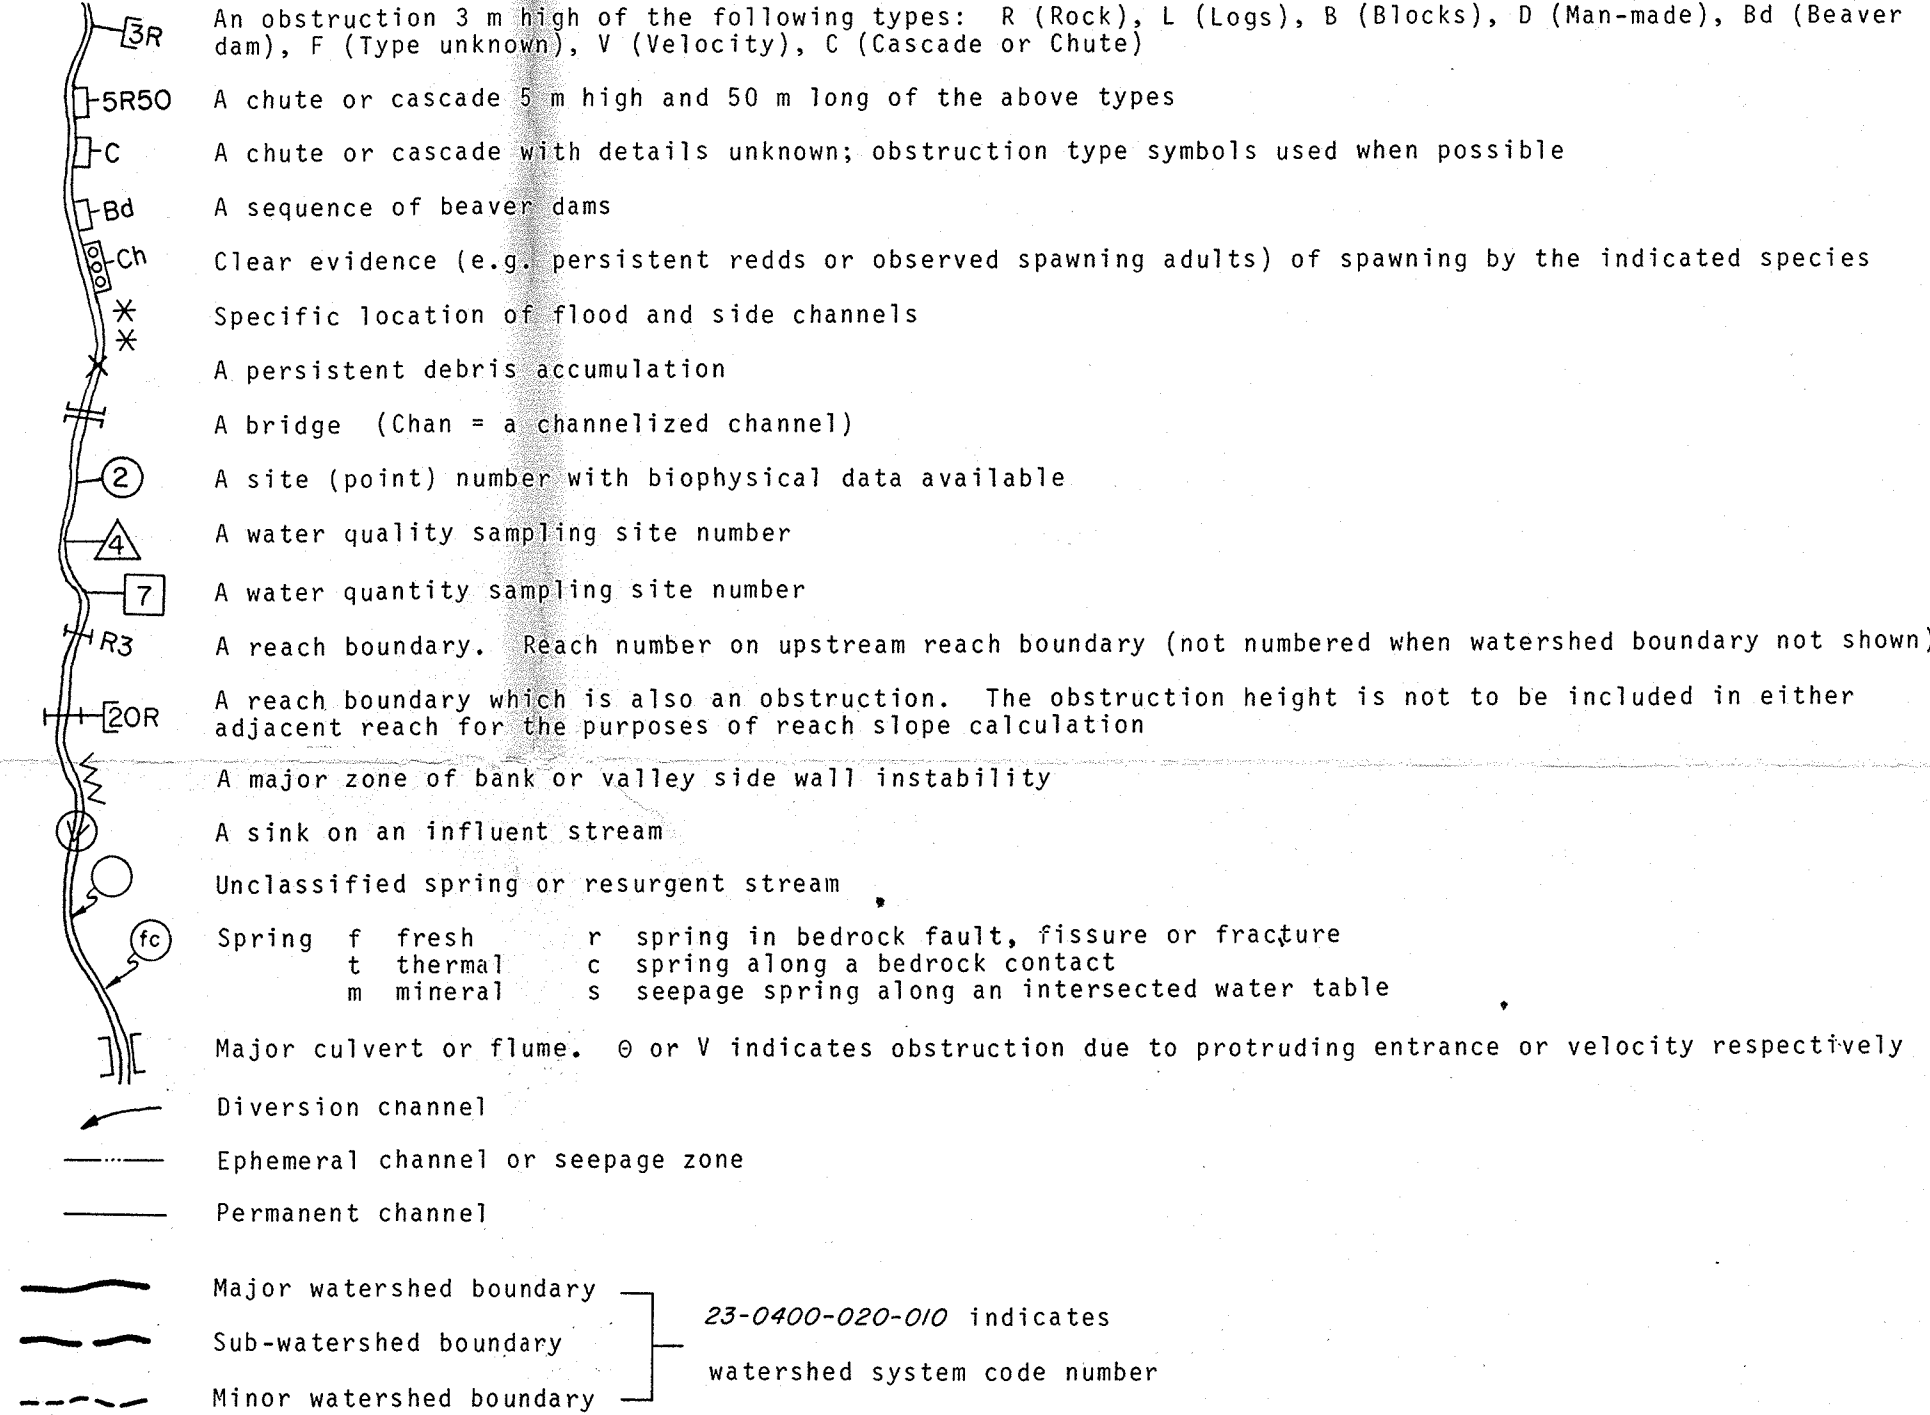 3R An obstruction 3 m high of the following types: R (Rock), L (Logs), B (Blocks), D (Man-made), Bd (Beaver
dam), F (Type unknown), V (Velocity), C (Cascade or Chute)
5R50 A chute or cascade 5 m high and 50 m long of the above types
C A chute or cascade with details unknown; obstruction type symbols used when possible
Bd A sequence of beaver dams
Ch Clear evidence (e.g. persistent redds or observed spawning adults) of spawning by the indicated species
Specific location of flood and side channels
A persistent debris accumulation
A bridge (Chan = a channelized channel)
2 A site (point) number with biophysical data available
4 A water quality sampling site number
7 A water quantity sampling site number
R3 A reach boundary. Reach number on upstream reach boundary (not numbered when watershed boundary not shown)
20R A reach boundary which is also an obstruction. The obstruction height is not to be included in either
adjacent reach for the purposes of reach slope calculation
A major zone of bank or valley side wall instability
A sink on an influent stream
Unclassified spring or resurgent stream
fc Spring f fresh r spring in bedrock fault, fissure or fracture
t thermal c spring along a bedrock contact
m mineral s seepage spring along an intersected water table
Major culvert or flume. Θ or V indicates obstruction due to protruding entrance or velocity respectively
Diversion channel
Ephemeral channel or seepage zone
Permanent channel
Major watershed boundary
23-0400-020-010 indicates
Sub-watershed boundary
watershed system code number
Minor watershed boundary